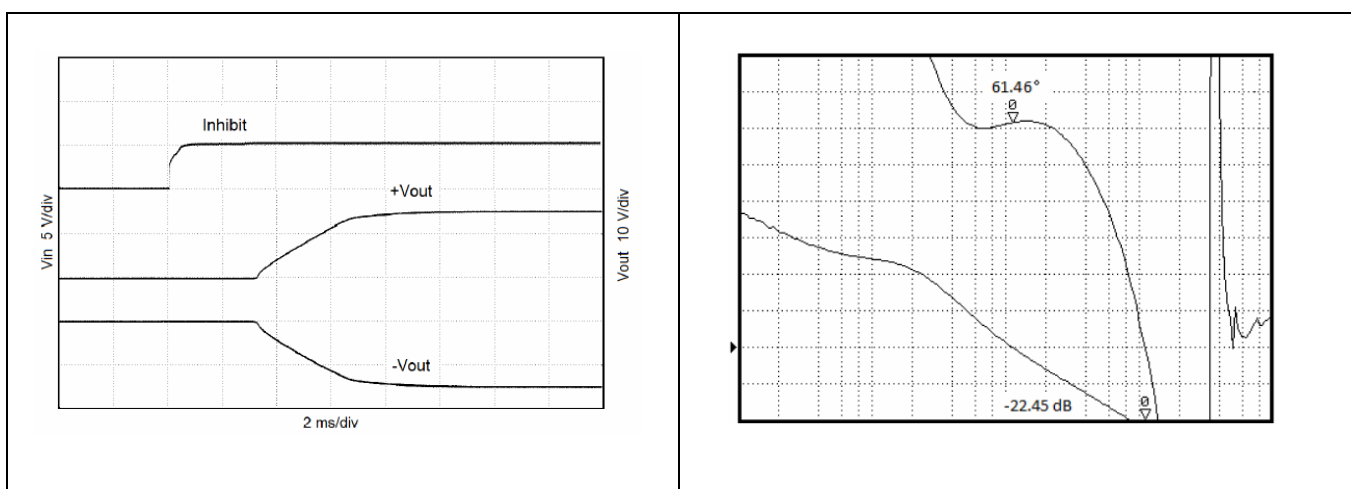 Inhibit
+Vout
-Vout
Vin 5 V/div
Vout 10 V/div
2 ms/div
61.46°
0
-22.45 dB
0